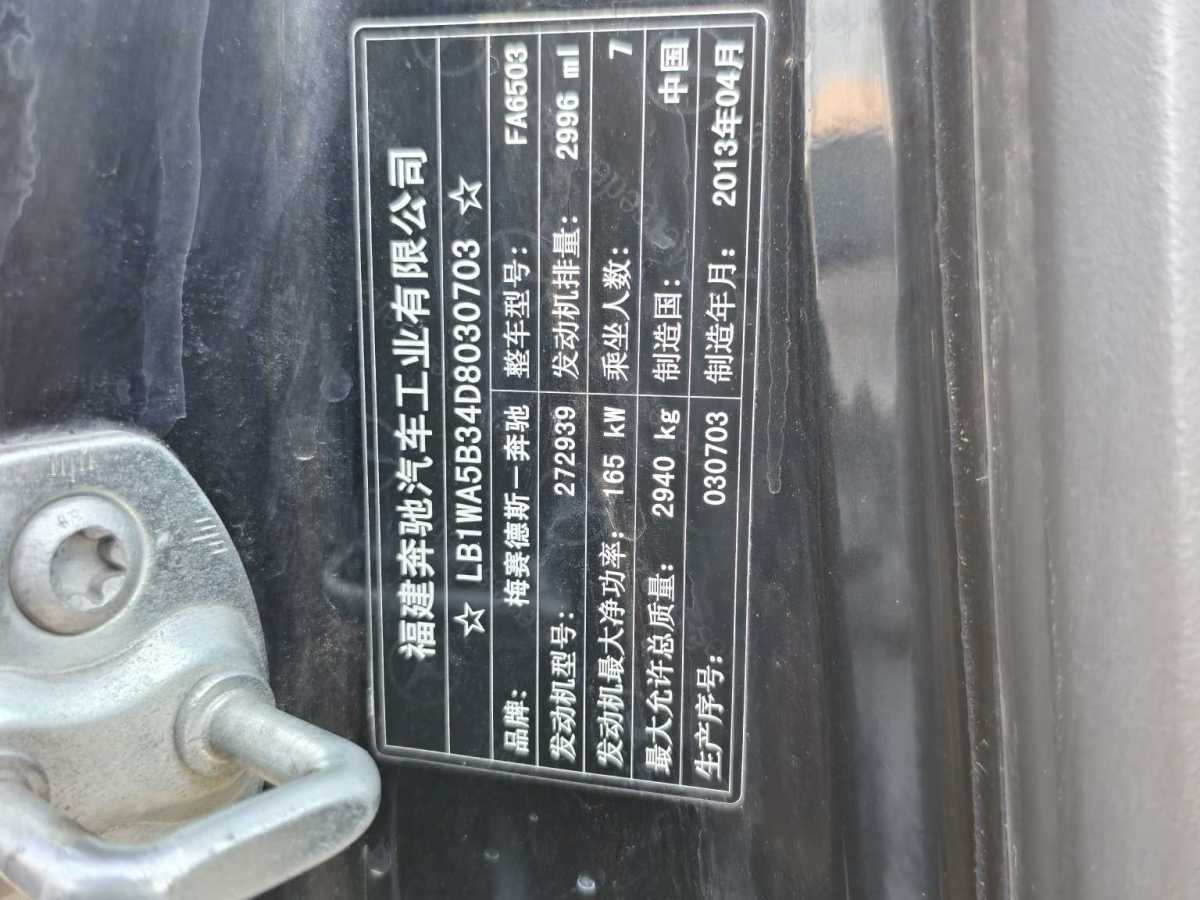 福建奔驰汽车工业有限公司
☆ LB1WA5B34D8030703 ☆
品牌: 梅赛德斯—奔驰 整车型号: FA6503
发动机型号: 272939 发动机排量: 2996 ml
发动机最大净功率: 165 kW 乘坐人数: 7
最大允许总质量: 2940 kg 制造国: 中国
生产序号: 030703 制造年月: 2013年04月